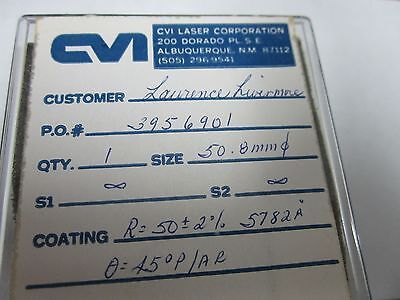 CVI
CVI LASER CORPORATION
200 DORADO PL. S.E.
ALBUQUERQUE, N.M. 87112
(505) 296-9541
CUSTOMER Lawrence Livermore
P.O.# 3956901
QTY. 1 SIZE 50.8mm φ
S1 ∞ S2 ∞
COATING R=50±2% 5782Å
θ=45° P/AR